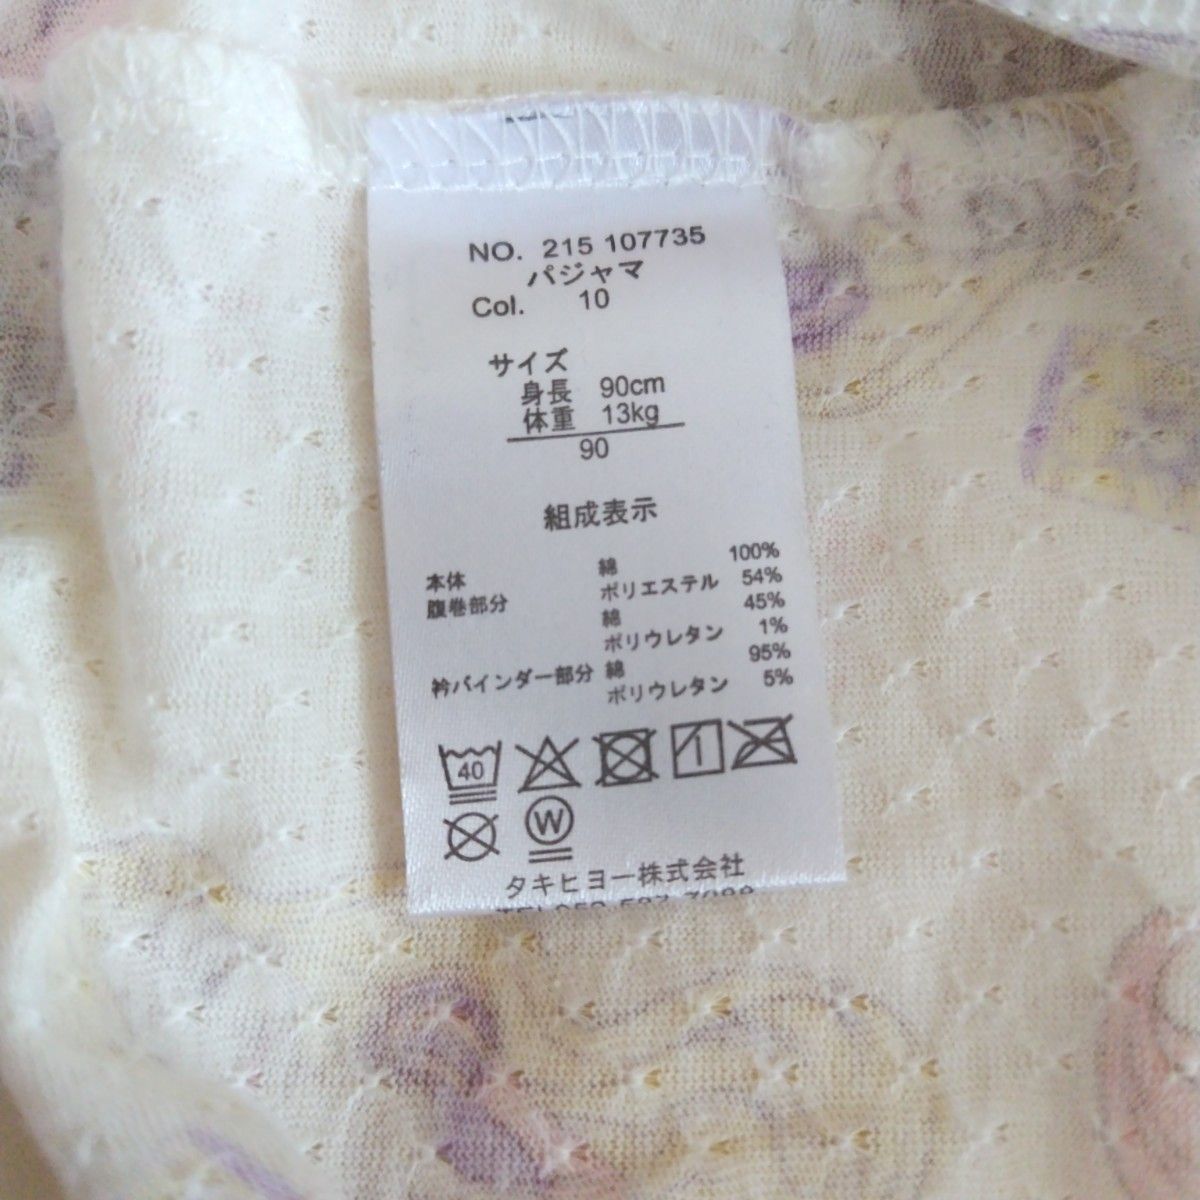 NO. 215 107735
パジャマ
Col. 10
サイズ
身長 90cm
体重 13kg
90
組成表示
本体 綿 100%
腹巻部分 ポリエステル 54%
綿 45%
ポリウレタン 1%
衿バインダー部分 綿 95%
ポリウレタン 5%
40
W
タキヒヨー株式会社